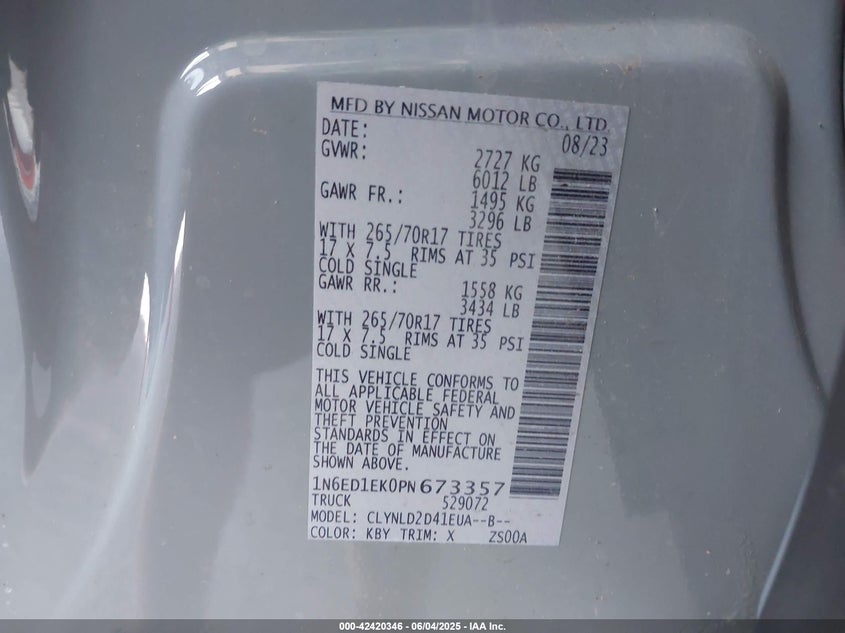 MFD BY NISSAN MOTOR CO., LTD.
DATE: 08/23
GVWR: 2727 KG
6012 LB
GAWR FR.: 1495 KG
3296 LB
WITH 265/70R17 TIRES
17 X 7.5 RIMS AT 35 PSI
COLD SINGLE
GAWR RR.: 1558 KG
3434 LB
WITH 265/70R17 TIRES
17 X 7.5 RIMS AT 35 PSI
COLD SINGLE
THIS VEHICLE CONFORMS TO
ALL APPLICABLE FEDERAL
MOTOR VEHICLE SAFETY AND
THEFT PREVENTION
STANDARDS IN EFFECT ON
THE DATE OF MANUFACTURE
SHOWN ABOVE.
1N6ED1EK0PN673357
TRUCK 529072
MODEL: CLYNLD2D41EUA--B--
COLOR: KBY TRIM: X ZS00A
000-42420346 - 06/04/2025 - IAA Inc.